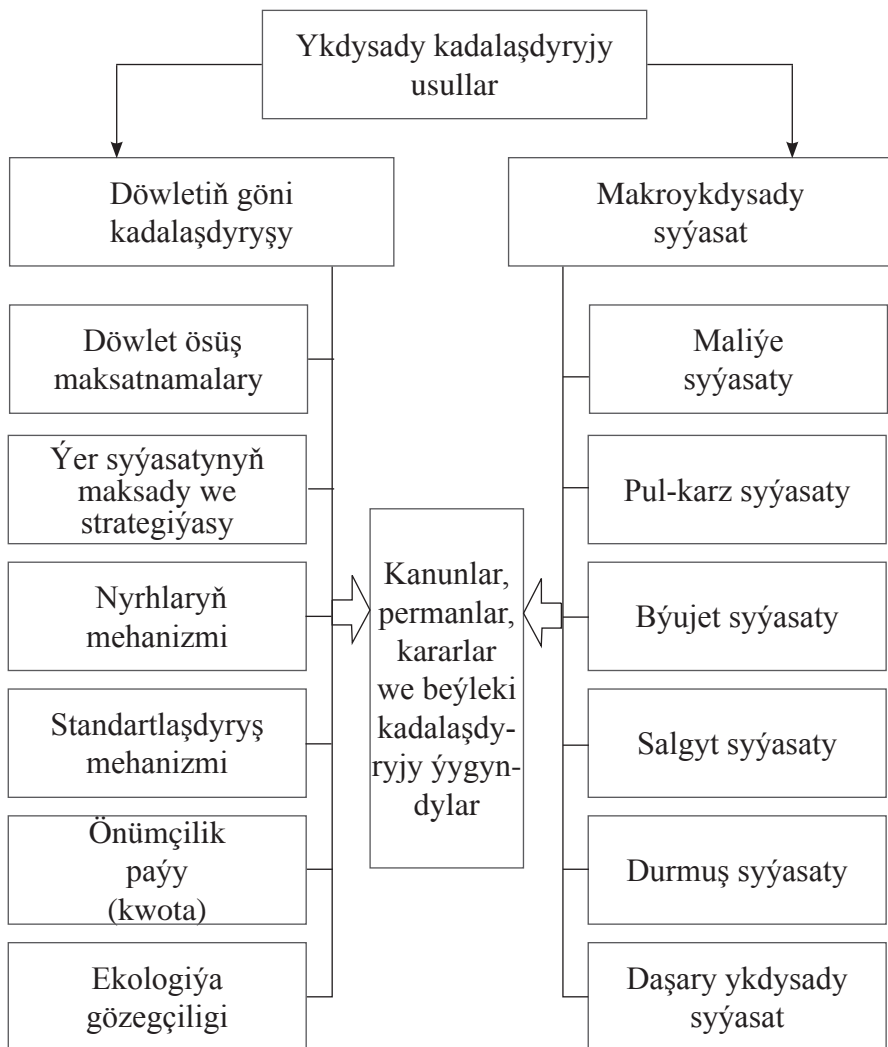 Ykdysady kadalaşdyryjy
usullar
Döwletiň göni
kadalaşdyryşy
Makroykdysady
syýasat
Döwlet ösüş
maksatnamalary
Ýer syýasatynyň
maksady we
strategiýasy
Nyrhlaryň
mehanizmi
Standartlaşdyryş
mehanizmi
Önümçilik
paýy
(kwota)
Ekologiýa
gözegçiligi
Kanunlar,
permanlar,
kararlar
we beýleki
kadalaşdy-
ryjy ýygyn-
dylar
Maliýe
syýasaty
Pul-karz syýasaty
Býujet syýasaty
Salgyt syýasaty
Durmuş syýasaty
Daşary ykdysady
syýasat